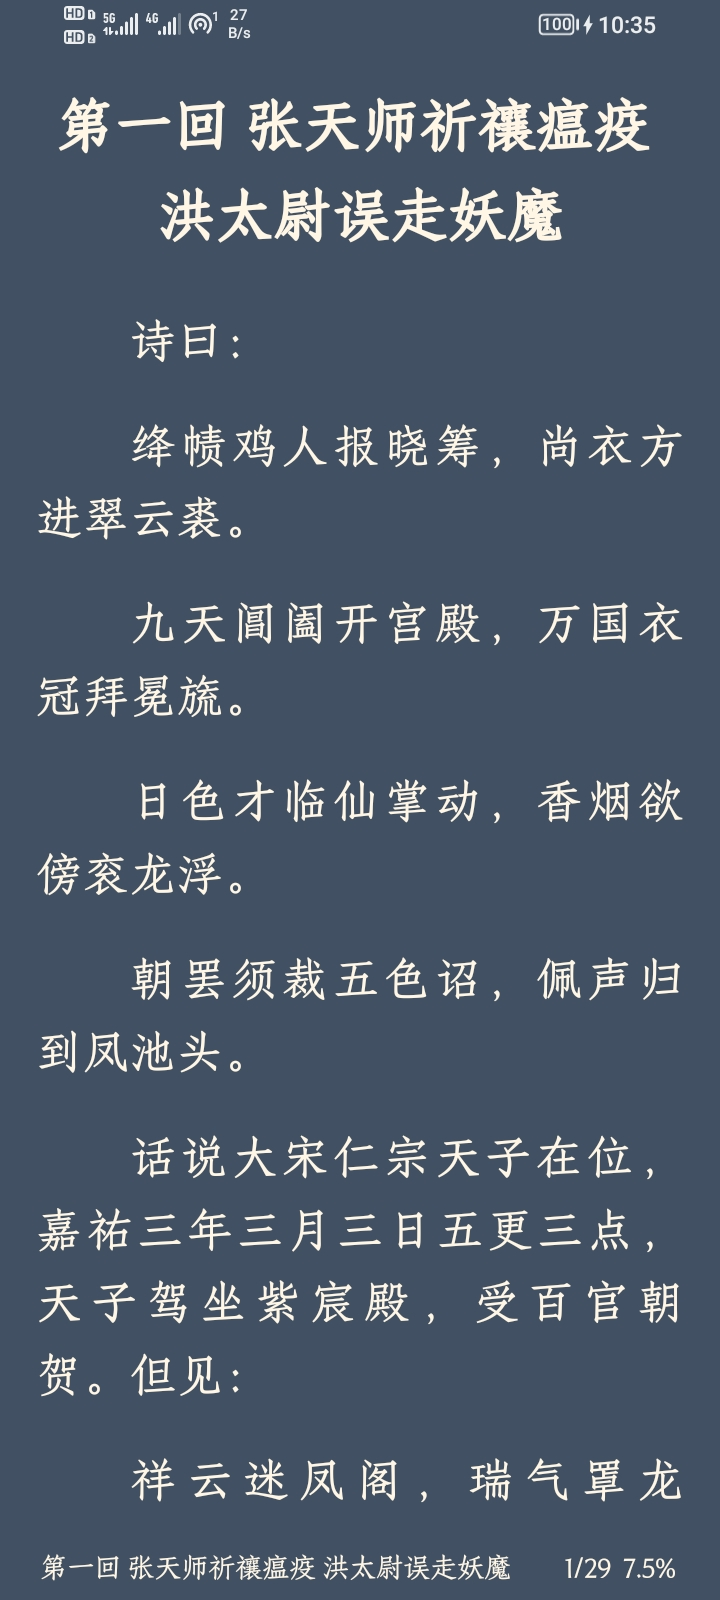 HD 1 5G 4G 1 27
HD 2 B/s 100 10:35
第一回 张天师祈禳瘟疫
洪太尉误走妖魔
诗曰：
绛帻鸡人报晓筹，尚衣方
进翠云裘。
九天阊阖开宫殿，万国衣
冠拜冕旒。
日色才临仙掌动，香烟欲
傍衮龙浮。
朝罢须裁五色诏，佩声归
到凤池头。
话说大宋仁宗天子在位，
嘉祐三年三月三日五更三点，
天子驾坐紫宸殿，受百官朝
贺。但见：
祥云迷凤阁，瑞气罩龙
第一回 张天师祈禳瘟疫 洪太尉误走妖魔 1/29 7.5%